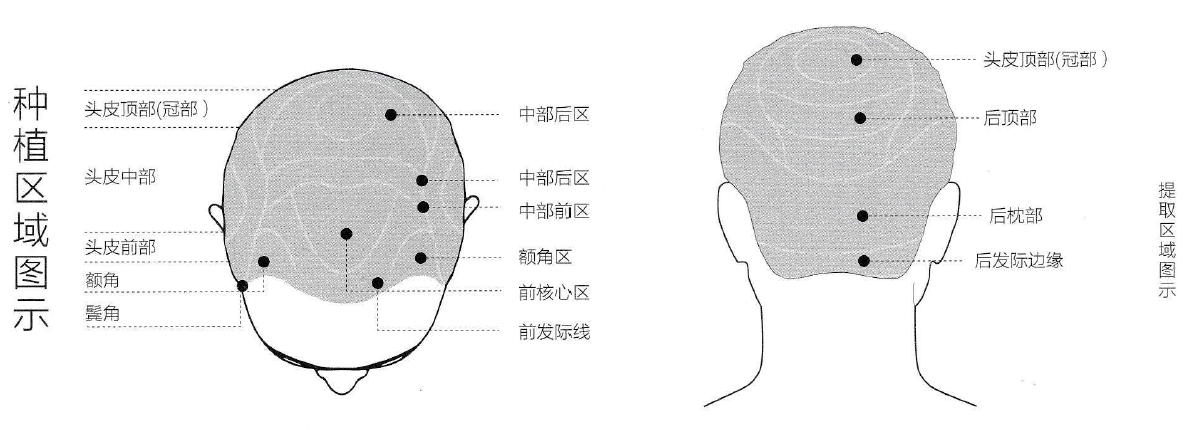 种植区域图示
头皮顶部(冠部)
头皮中部
头皮前部
额角
鬓角
中部后区
中部后区
中部前区
额角区
前核心区
前发际线
头皮顶部(冠部)
后顶部
后枕部
后发际边缘
提取区域图示